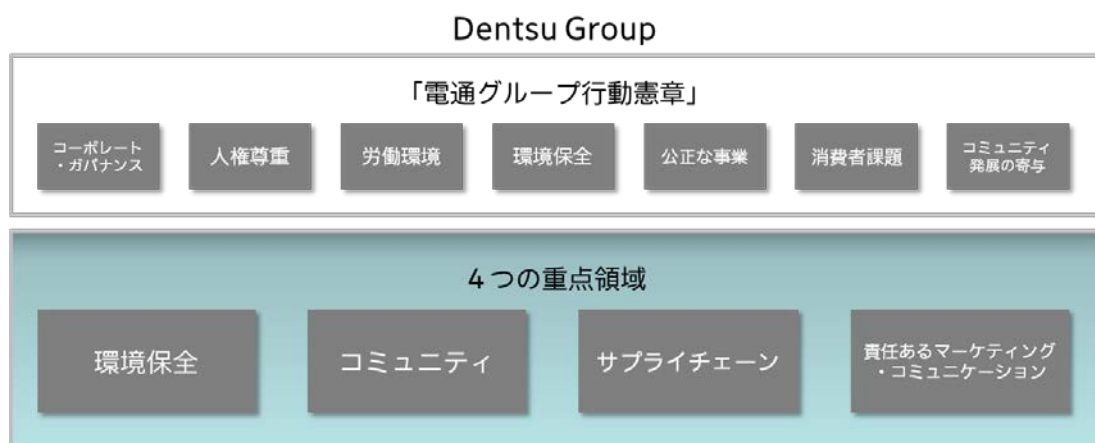 Dentsu Group
「電通グループ行動憲章」
コーポレート
・ガバナンス
人権尊重
労働環境
環境保全
公正な事業
消費者課題
コミュニティ
発展の寄与
4つの重点領域
環境保全
コミュニティ
サプライチェーン
責任あるマーケティング
・コミュニケーション